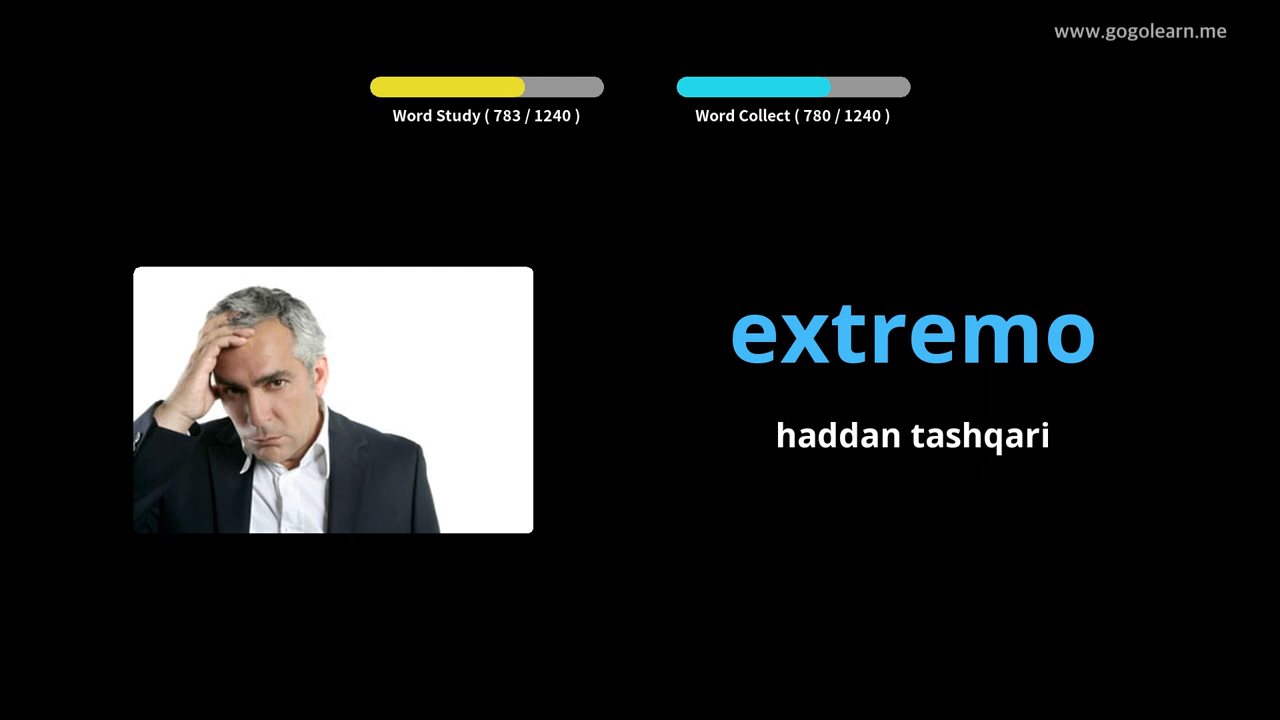 www.gogolearn.me
Word Study ( 783 / 1240 )
Word Collect ( 780 / 1240 )
extremo
haddan tashqari